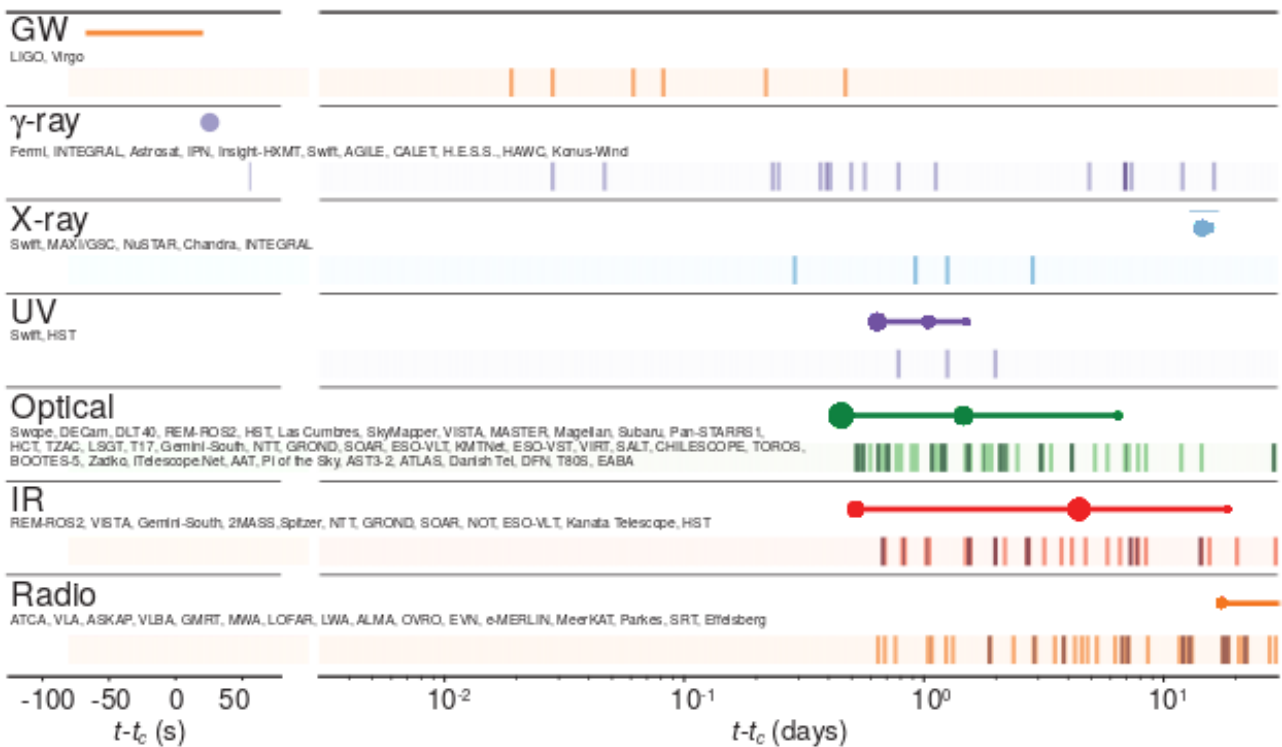 GW
LIGO, Virgo
γ-ray
Fermi, INTEGRAL, Astrosat, IPN, Insight-HXMT, Swift, AGILE, CALET, H.E.S.S., HAWC, Konus-Wind
X-ray
Swift, MAXI/GSC, NuSTAR, Chandra, INTEGRAL
UV
Swift, HST
Optical
Swope, DECam, DLT40, REM-ROS2, HST, Las Cumbres, SkyMapper, VISTA, MASTER, Magellan, Subaru, Pan-STARRS1,
HCT, TZAC, LSGT, T17, Gemini-South, NTT, GROND, SOAR, ESO-VLT, KMTNet, ESO-VST, VIRT, SALT, CHILESCOPE, TOROS,
BOOTES-5, Zadko, iTelescope.Net, AAT, Pi of the Sky, AST3-2, ATLAS, Danish Tel, DFN, T80S, EABA
IR
REM-ROS2, VISTA, Gemini-South, 2MASS,Spitzer, NTT, GROND, SOAR, NOT, ESO-VLT, Kanata Telescope, HST
Radio
ATCA, VLA, ASKAP, VLBA, GMRT, MWA, LOFAR, LWA, ALMA, OVRO, EVN, e-MERLIN, MeerKAT, Parkes, SRT, Effelsberg
-100 -50 0 50 10⁻² 10⁻¹ 10⁰ 10¹
t-t_c (s) t-t_c (days)